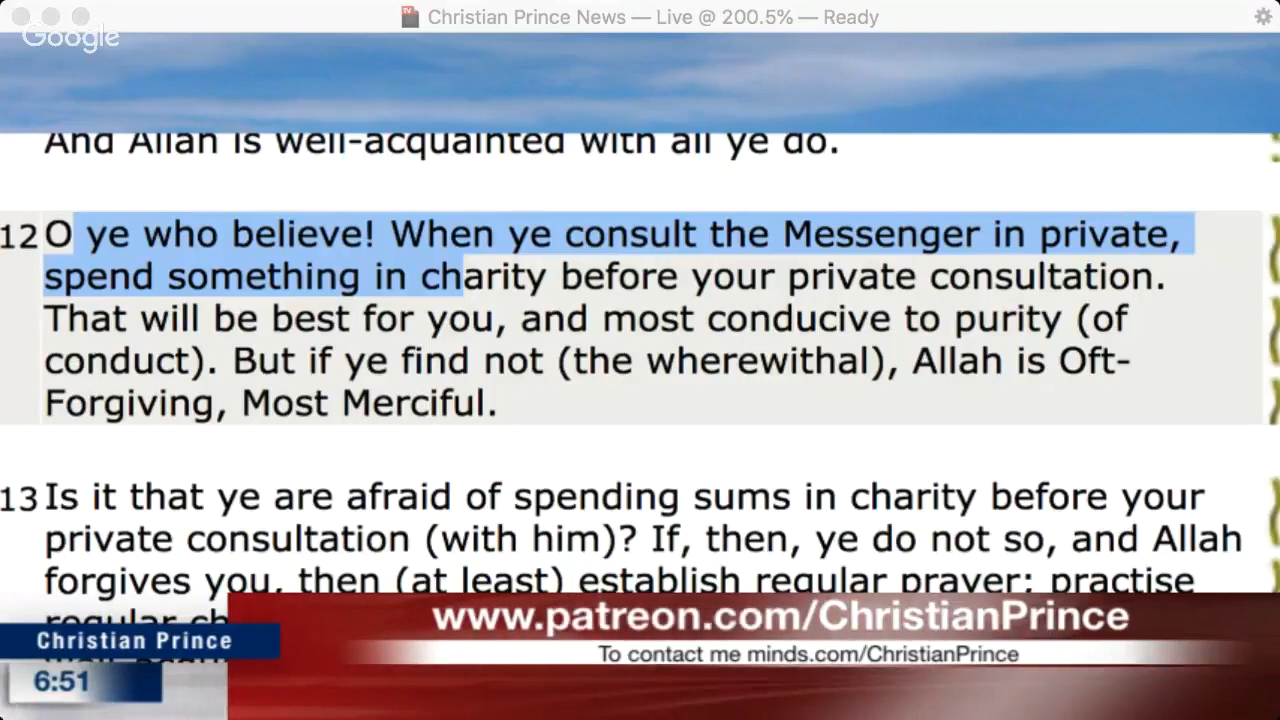 Christian Prince News — Live @ 200.5% — Ready
Google
And Allah is well-acquainted with all ye do.
12 O ye who believe! When ye consult the Messenger in private,
spend something in charity before your private consultation.
That will be best for you, and most conducive to purity (of
conduct). But if ye find not (the wherewithal), Allah is Oft-
Forgiving, Most Merciful.
13 Is it that ye are afraid of spending sums in charity before your
private consultation (with him)? If, then, ye do not so, and Allah
forgives you, then (at least) establish regular prayer; practise
regular
www.patreon.com/ChristianPrince
Christian Prince
To contact me minds.com/ChristianPrince
6:51